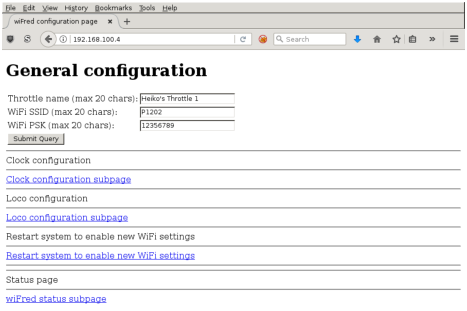 File Edit View History Bookmarks Tools Help
wiFred configuration page × +
192.168.100.4 Search
General configuration
Throttle name (max 20 chars): Heiko's Throttle 1
WiFi SSID (max 20 chars): P1202
WiFi PSK (max 20 chars): 12356789
Submit Query
Clock configuration
Clock configuration subpage
Loco configuration
Loco configuration subpage
Restart system to enable new WiFi settings
Restart system to enable new WiFi settings
Status page
wiFred status subpage